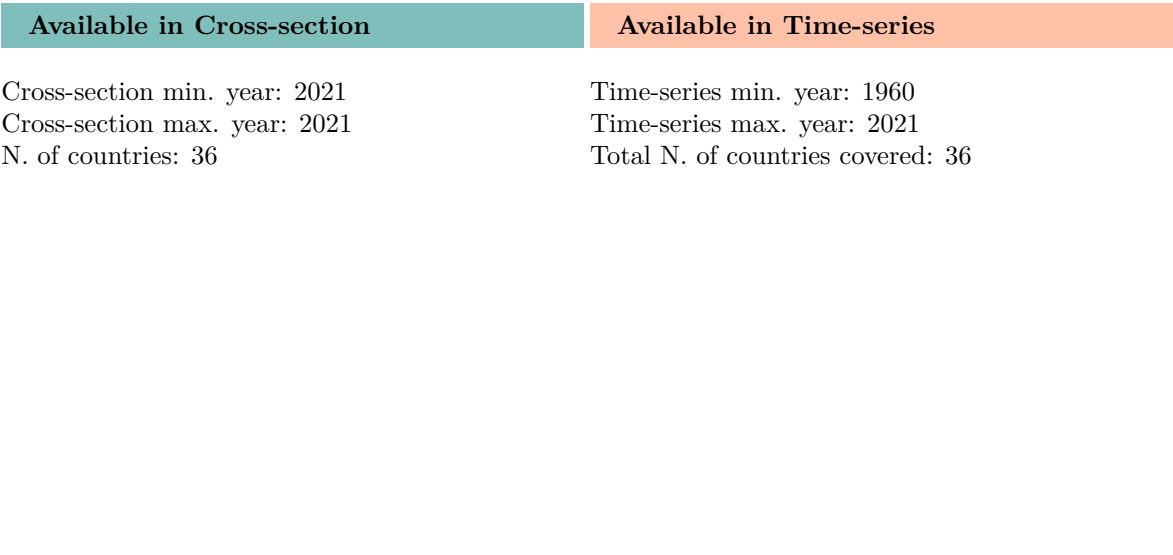 Available in Cross-section
Cross-section min. year: 2021
Cross-section max. year: 2021
N. of countries: 36
Available in Time-series
Time-series min. year: 1960
Time-series max. year: 2021
Total N. of countries covered: 36